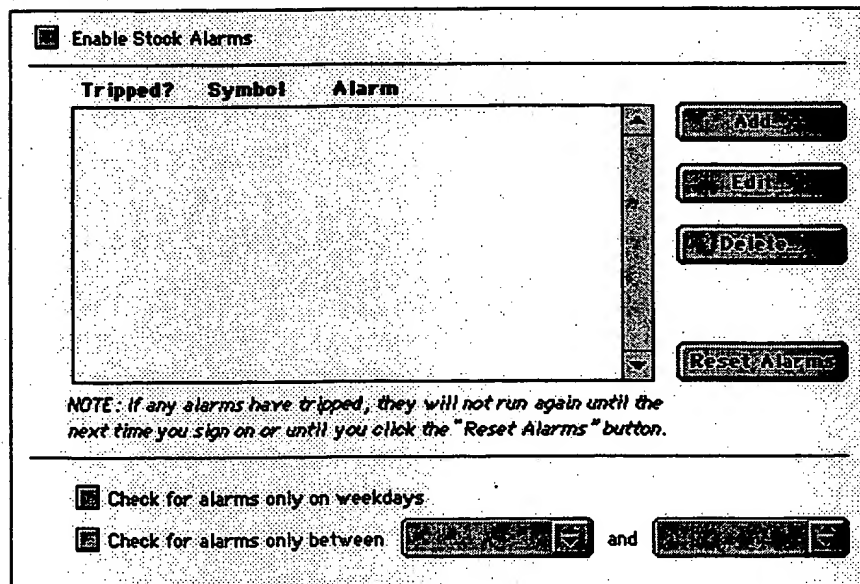 Enable Stock Alarms
Tripped? Symbol Alarm
Add...
Edit...
Delete...
Reset Alarms
NOTE: If any alarms have tripped, they will not run again until the
next time you sign on or until you click the "Reset Alarms" button.
Check for alarms only on weekdays
Check for alarms only between and